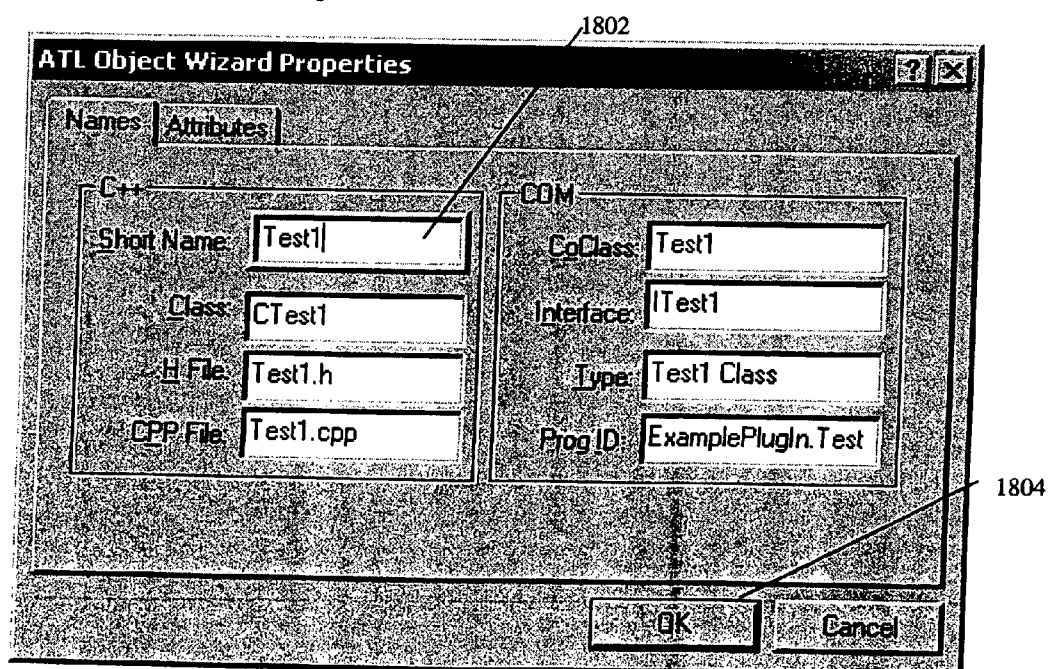 1802
ATL Object Wizard Properties
Names Attributes
C++
Short Name: Test1
Class: CTest1
H File: Test1.h
CPP File: Test1.cpp
COM
CoClass: Test1
Interface: ITest1
Type: Test1 Class
Prog ID: ExamplePlugIn.Test
1804
OK Cancel